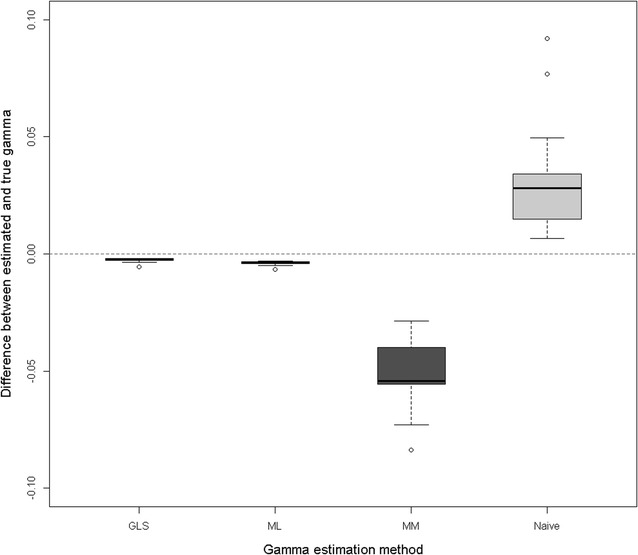 Difference between estimated and true gamma
0.10
0.05
0.00
-0.05
-0.10
GLS ML MM Naive
Gamma estimation method